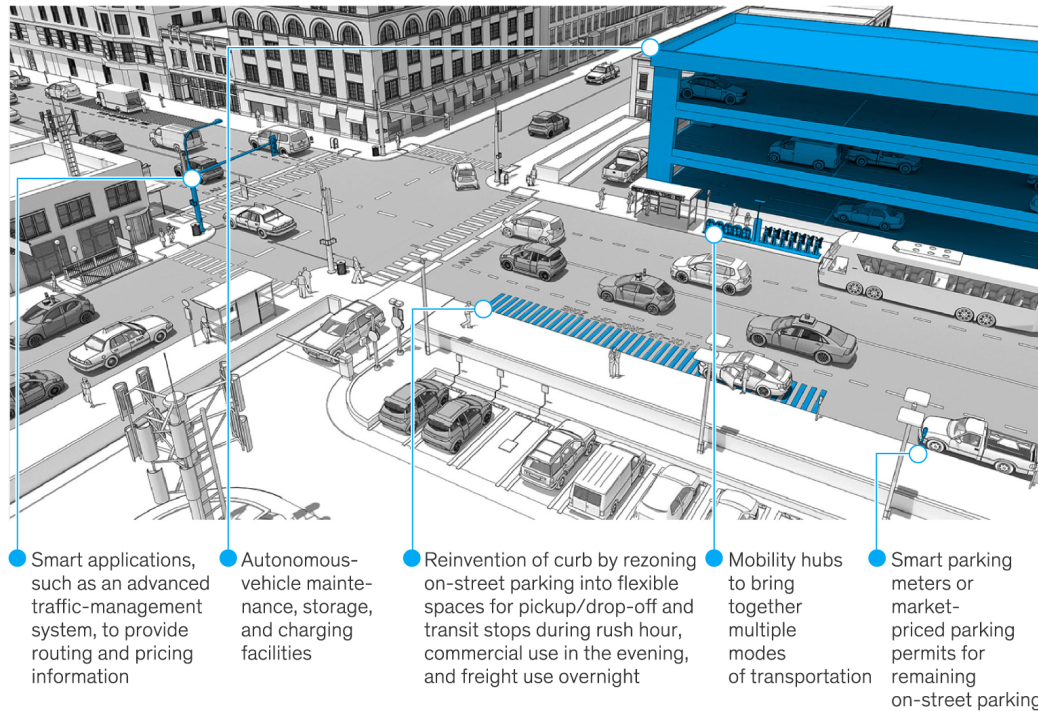 AV ONLY
Smart applications,
such as an advanced
traffic-management
system, to provide
routing and pricing
information
Autonomous-
vehicle mainte-
nance, storage,
and charging
facilities
Reinvention of curb by rezoning
on-street parking into flexible
spaces for pickup/drop-off and
transit stops during rush hour,
commercial use in the evening,
and freight use overnight
Mobility hubs
to bring
together
multiple
modes
of transportation
Smart parking
meters or
market-
priced parking
permits for
remaining
on-street parking